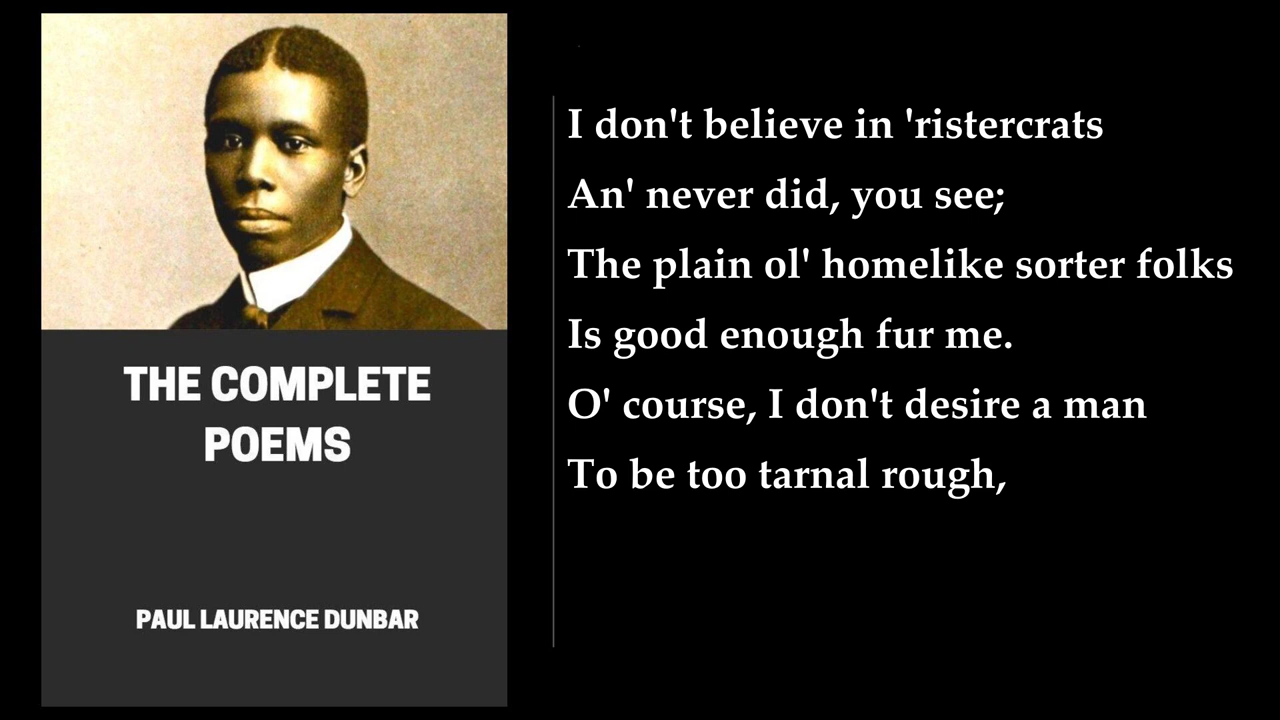 THE COMPLETE
POEMS
PAUL LAURENCE DUNBAR
I don't believe in 'ristercrats
An' never did, you see;
The plain ol' homelike sorter folks
Is good enough fur me.
O' course, I don't desire a man
To be too tarnal rough,